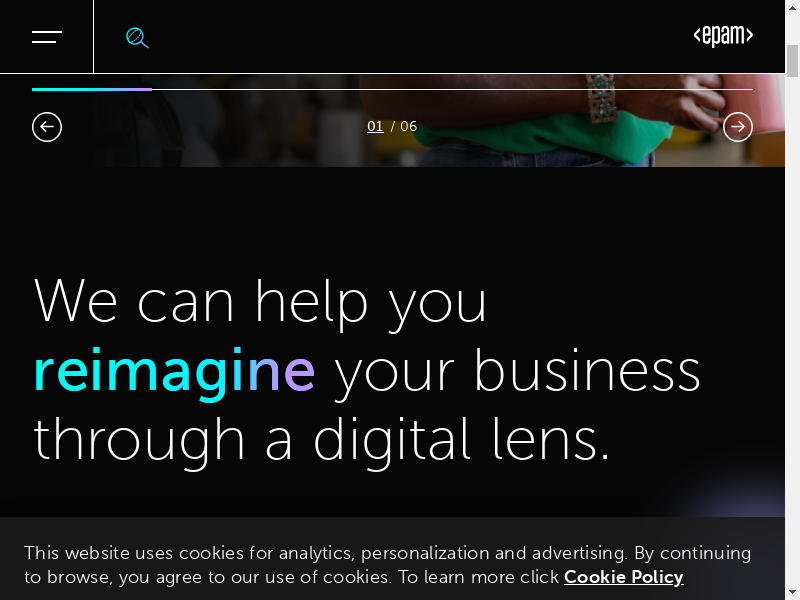 <epam>
01 / 06
We can help you
reimagine your business
through a digital lens.
This website uses cookies for analytics, personalization and advertising. By continuing
to browse, you agree to our use of cookies. To learn more click Cookie Policy